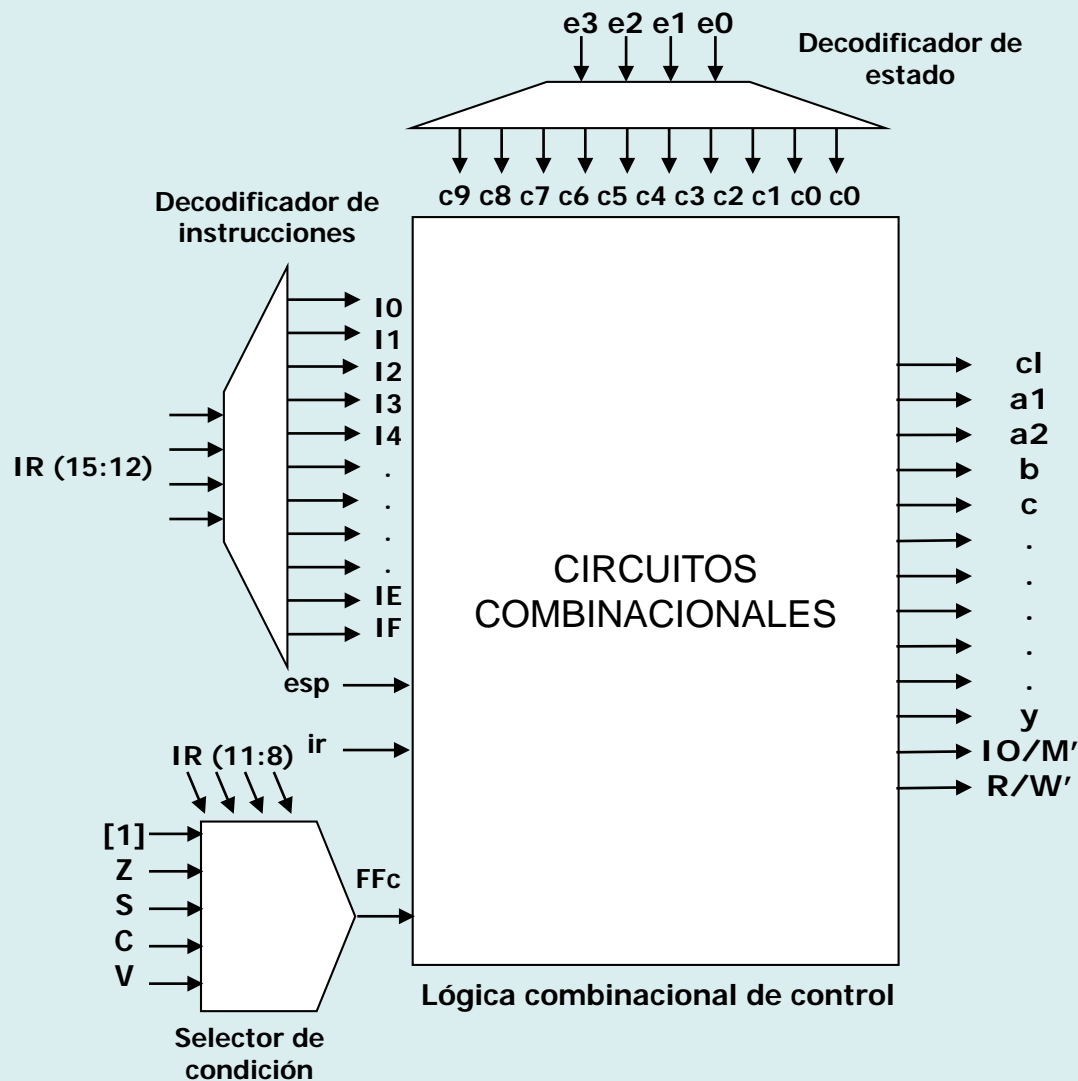 e3 e2 e1 e0
Decodificador de
estado
c9 c8 c7 c6 c5 c4 c3 c2 c1 c0 c0
Decodificador de
instrucciones
I0
I1
I2
I3
I4
.
.
.
.
IE
IF
IR (15:12)
esp
ir
IR (11:8)
[1]
Z
S
C
V
FFc
Selector de
condición
CIRCUITOS
COMBINACIONALES
Lógica combinacional de control
cl
a1
a2
b
c
.
.
.
.
.
y
IO/M'
R/W'